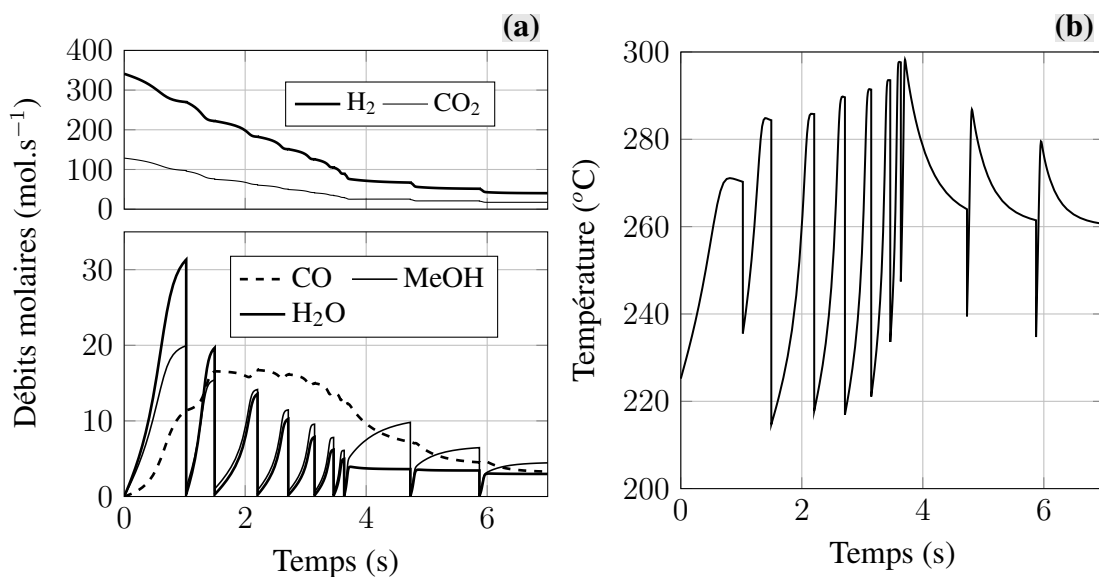 (a)
400
300
200
100
0
H₂ CO₂
30
20
10
0
CO MeOH
H₂O
0 2 4 6
Temps (s)
Débits molaires (mol.s⁻¹)
(b)
300
280
260
240
220
200
0 2 4 6
Temps (s)
Température (°C)